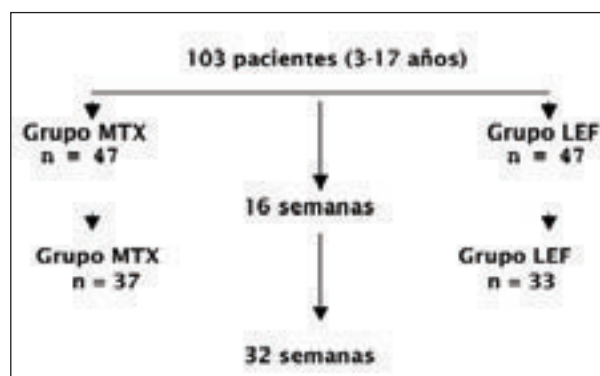 103 pacientes (3-17 años)
Grupo MTX
n = 47
Grupo LEF
n = 47
16 semanas
Grupo MTX
n = 37
Grupo LEF
n = 33
32 semanas